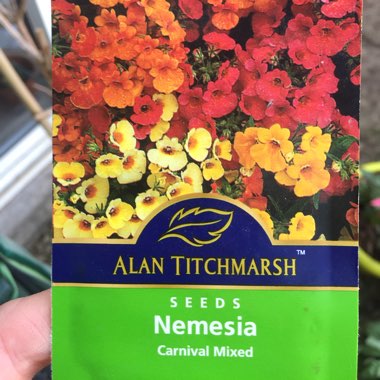 ALAN TITCHMARSH™
SEEDS
Nemesia
Carnival Mixed